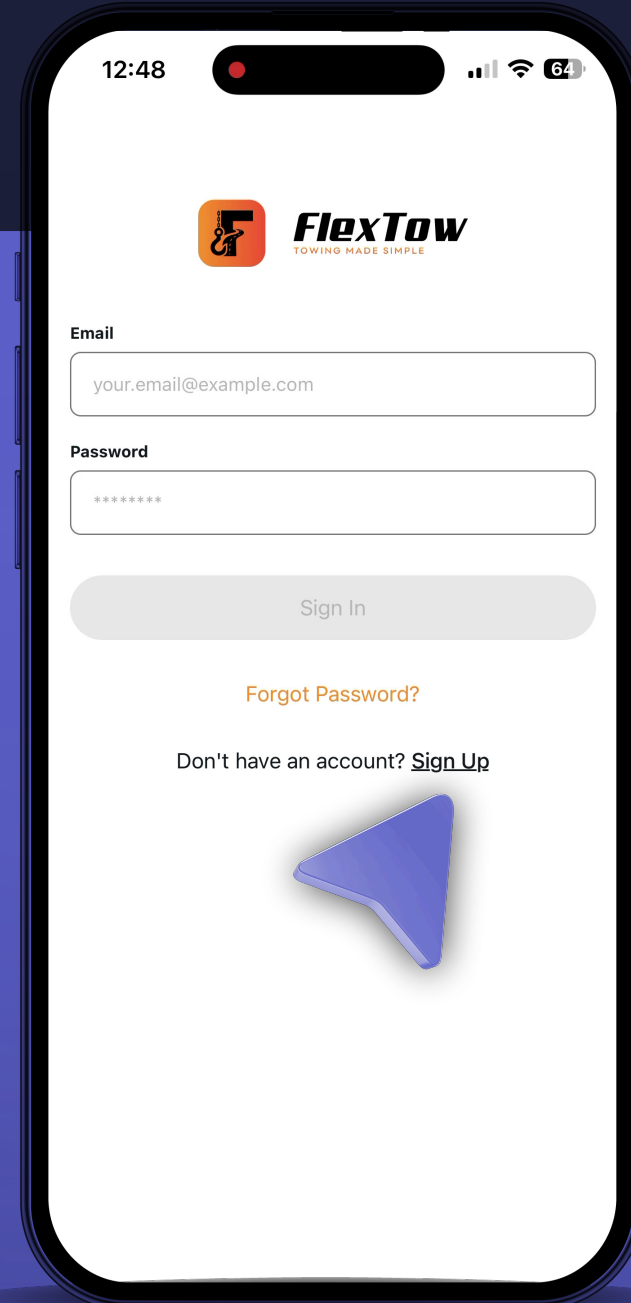 12:48
64
FlexTow
TOWING MADE SIMPLE
Email
your.email@example.com
Password
********
Sign In
Forgot Password?
Don't have an account? Sign Up